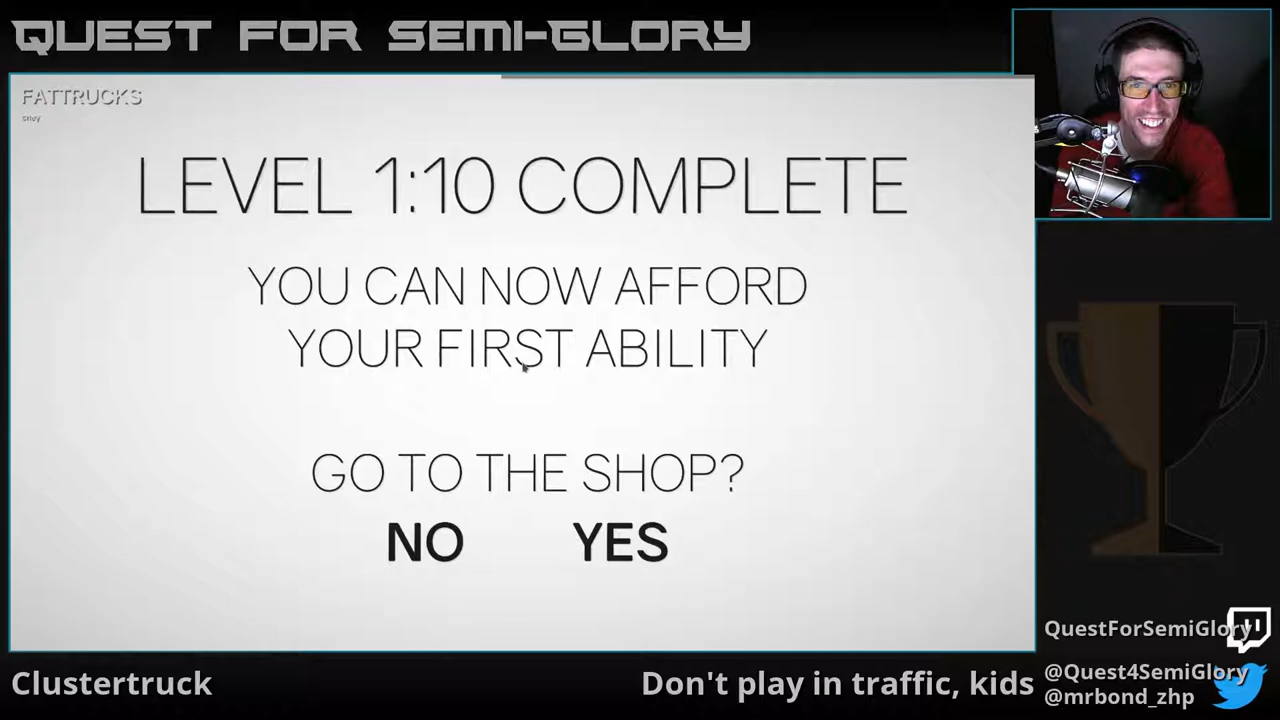 QUEST FOR SEMI-GLORY
FATTRUCKS
LEVEL 1:10 COMPLETE
YOU CAN NOW AFFORD
YOUR FIRST ABILITY
GO TO THE SHOP?
NO YES
QuestForSemiGlory
@Quest4SemiGlory
@mrbond_zhp
Clustertruck
Don't play in traffic, kids